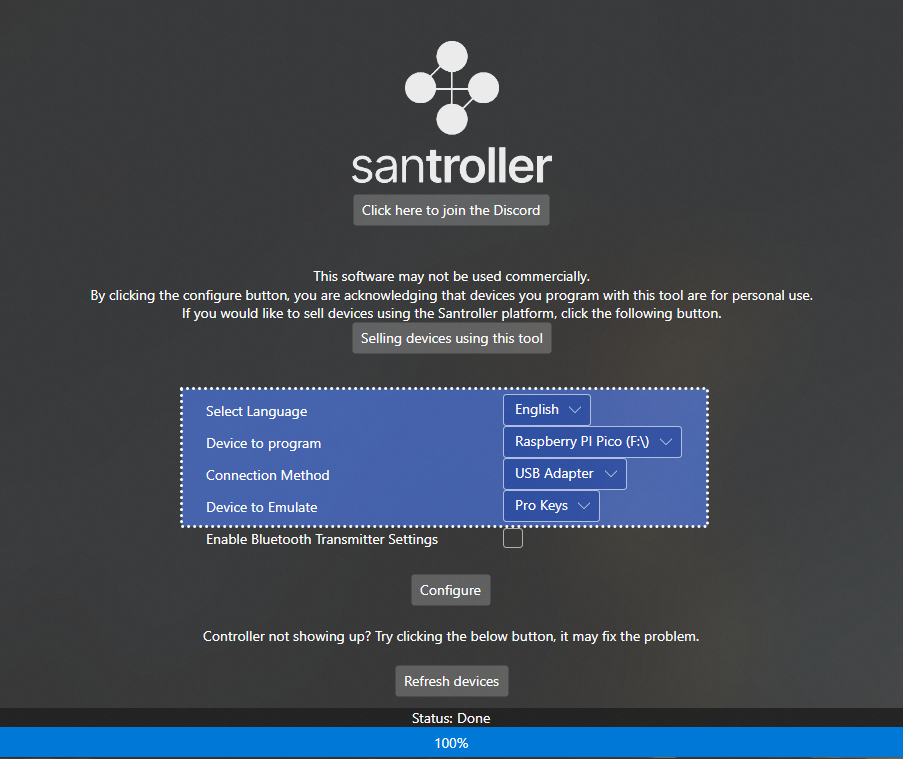 santroller
Click here to join the Discord
This software may not be used commercially.
By clicking the configure button, you are acknowledging that devices you program with this tool are for personal use.
If you would like to sell devices using the Santroller platform, click the following button.
Selling devices using this tool
Select Language English
Device to program Raspberry PI Pico (F:\)
Connection Method USB Adapter
Device to Emulate Pro Keys
Enable Bluetooth Transmitter Settings
Configure
Controller not showing up? Try clicking the below button, it may fix the problem.
Refresh devices
Status: Done
100%